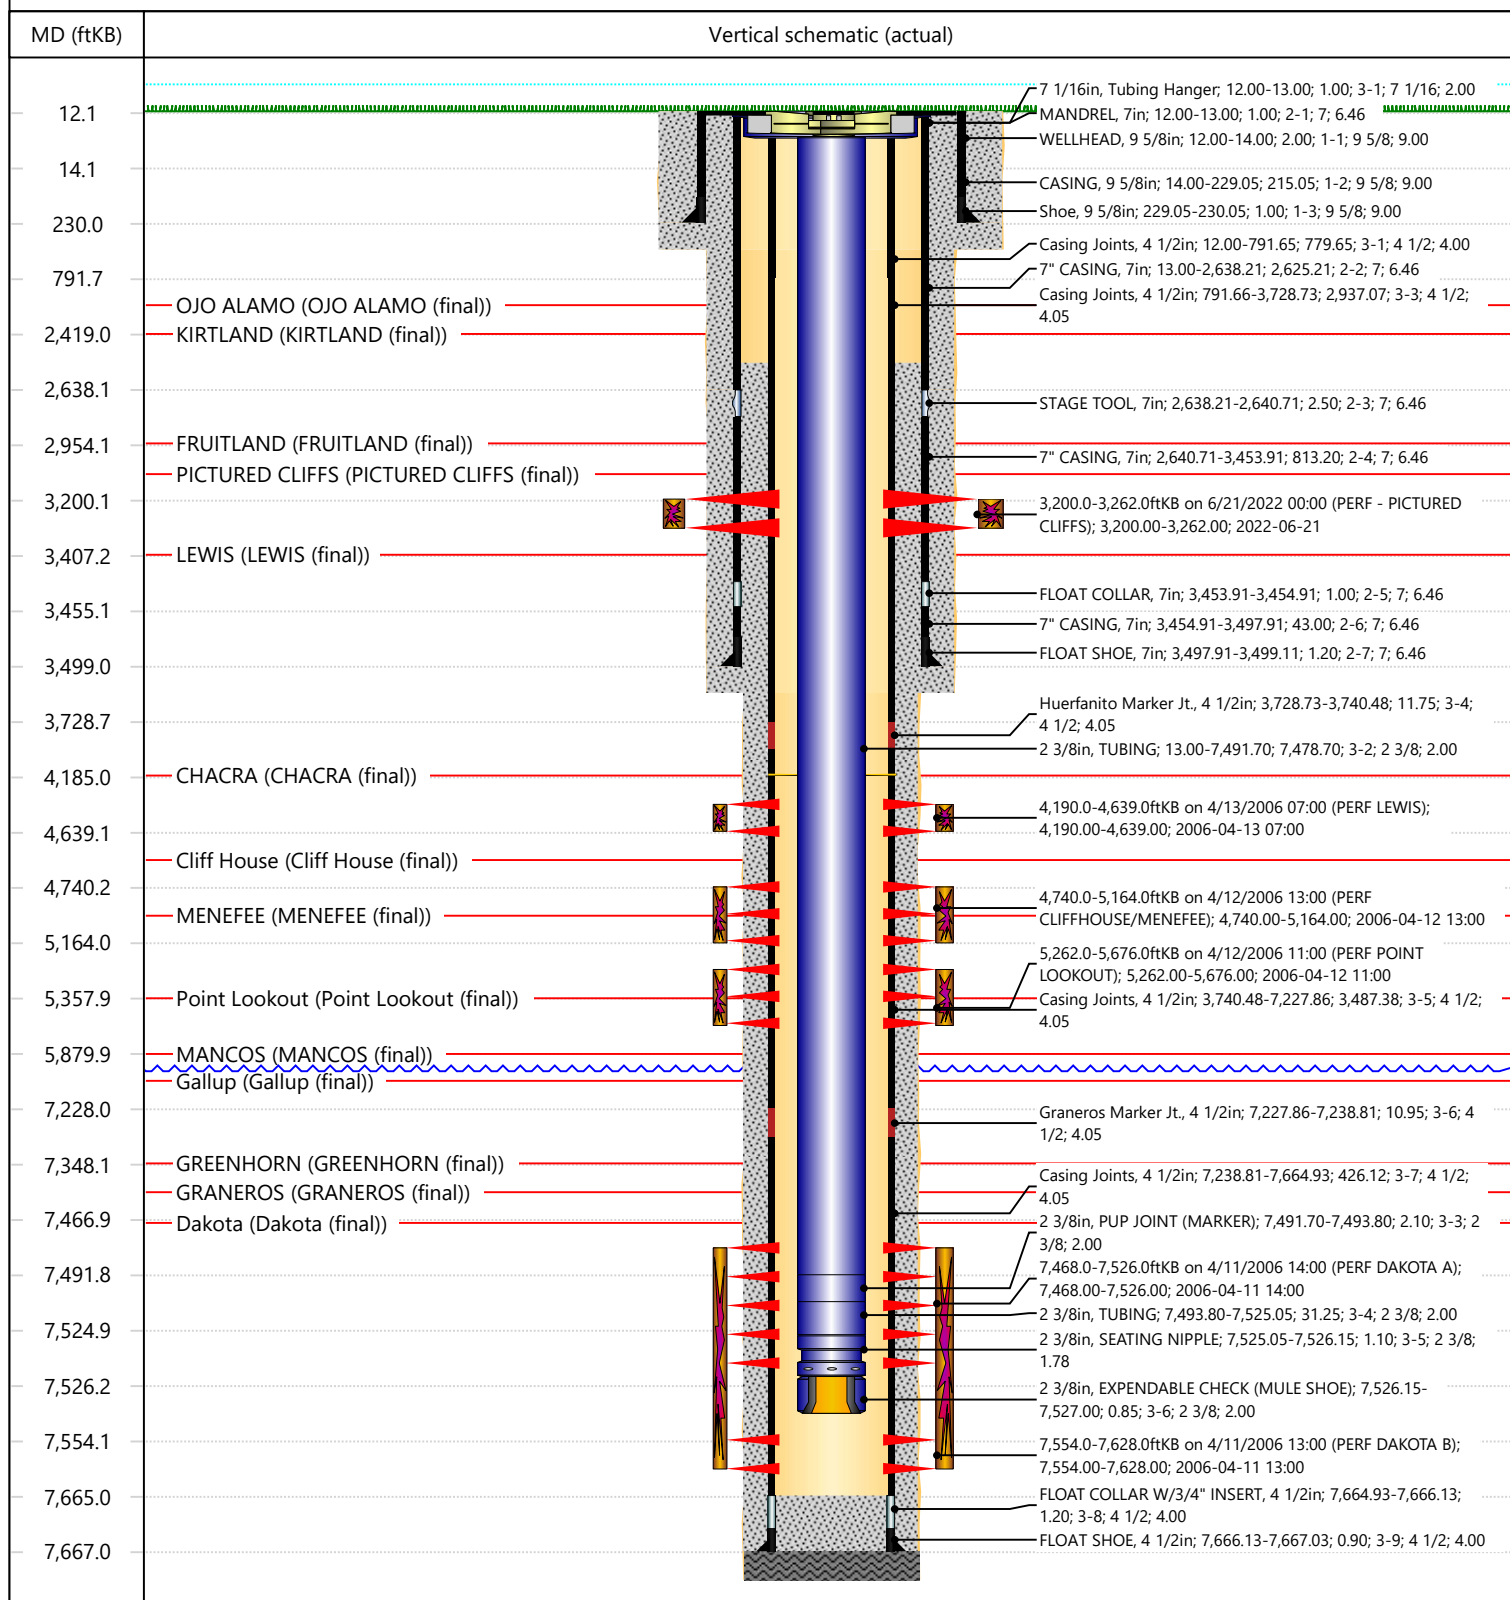 MD (ftKB)
Vertical schematic (actual)
12.1
14.1
230.0
791.7
2,419.0
2,638.1
2,954.1
3,200.1
3,407.2
3,455.1
3,499.0
3,728.7
4,185.0
4,639.1
4,740.2
5,164.0
5,357.9
5,879.9
7,228.0
7,348.1
7,466.9
7,491.8
7,524.9
7,526.2
7,554.1
7,665.0
7,667.0
OJO ALAMO (OJO ALAMO (final))
KIRTLAND (KIRTLAND (final))
FRUITLAND (FRUITLAND (final))
PICTURED CLIFFS (PICTURED CLIFFS (final))
LEWIS (LEWIS (final))
CHACRA (CHACRA (final))
Cliff House (Cliff House (final))
MENEFEE (MENEFEE (final))
Point Lookout (Point Lookout (final))
MANCOS (MANCOS (final))
Gallup (Gallup (final))
GREENHORN (GREENHORN (final))
GRANEROS (GRANEROS (final))
Dakota (Dakota (final))
7 1/16in, Tubing Hanger; 12.00-13.00; 1.00; 3-1; 7 1/16; 2.00
MANDREL, 7in; 12.00-13.00; 1.00; 2-1; 7; 6.46
WELLHEAD, 9 5/8in; 12.00-14.00; 2.00; 1-1; 9 5/8; 9.00
CASING, 9 5/8in; 14.00-229.05; 215.05; 1-2; 9 5/8; 9.00
Shoe, 9 5/8in; 229.05-230.05; 1.00; 1-3; 9 5/8; 9.00
Casing Joints, 4 1/2in; 12.00-791.65; 779.65; 3-1; 4 1/2; 4.00
7" CASING, 7in; 13.00-2,638.21; 2,625.21; 2-2; 7; 6.46
Casing Joints, 4 1/2in; 791.66-3,728.73; 2,937.07; 3-3; 4 1/2;
4.05
STAGE TOOL, 7in; 2,638.21-2,640.71; 2.50; 2-3; 7; 6.46
7" CASING, 7in; 2,640.71-3,453.91; 813.20; 2-4; 7; 6.46
3,200.0-3,262.0ftKB on 6/21/2022 00:00 (PERF - PICTURED
CLIFFS); 3,200.00-3,262.00; 2022-06-21
FLOAT COLLAR, 7in; 3,453.91-3,454.91; 1.00; 2-5; 7; 6.46
7" CASING, 7in; 3,454.91-3,497.91; 43.00; 2-6; 7; 6.46
FLOAT SHOE, 7in; 3,497.91-3,499.11; 1.20; 2-7; 7; 6.46
Huerfanito Marker Jt., 4 1/2in; 3,728.73-3,740.48; 11.75; 3-4;
4 1/2; 4.05
2 3/8in, TUBING; 13.00-7,491.70; 7,478.70; 3-2; 2 3/8; 2.00
4,190.0-4,639.0ftKB on 4/13/2006 07:00 (PERF LEWIS);
4,190.00-4,639.00; 2006-04-13 07:00
4,740.0-5,164.0ftKB on 4/12/2006 13:00 (PERF
CLIFFHOUSE/MENEFEE); 4,740.00-5,164.00; 2006-04-12 13:00
5,262.0-5,676.0ftKB on 4/12/2006 11:00 (PERF POINT
LOOKOUT); 5,262.00-5,676.00; 2006-04-12 11:00
Casing Joints, 4 1/2in; 3,740.48-7,227.86; 3,487.38; 3-5; 4 1/2;
4.05
Graneros Marker Jt., 4 1/2in; 7,227.86-7,238.81; 10.95; 3-6; 4
1/2; 4.05
Casing Joints, 4 1/2in; 7,238.81-7,664.93; 426.12; 3-7; 4 1/2;
4.05
2 3/8in, PUP JOINT (MARKER); 7,491.70-7,493.80; 2.10; 3-3; 2
3/8; 2.00
7,468.0-7,526.0ftKB on 4/11/2006 14:00 (PERF DAKOTA A);
7,468.00-7,526.00; 2006-04-11 14:00
2 3/8in, TUBING; 7,493.80-7,525.05; 31.25; 3-4; 2 3/8; 2.00
2 3/8in, SEATING NIPPLE; 7,525.05-7,526.15; 1.10; 3-5; 2 3/8;
1.78
2 3/8in, EXPENDABLE CHECK (MULE SHOE); 7,526.15-
7,527.00; 0.85; 3-6; 2 3/8; 2.00
7,554.0-7,628.0ftKB on 4/11/2006 13:00 (PERF DAKOTA B);
7,554.00-7,628.00; 2006-04-11 13:00
FLOAT COLLAR W/3/4" INSERT, 4 1/2in; 7,664.93-7,666.13;
1.20; 3-8; 4 1/2; 4.00
FLOAT SHOE, 4 1/2in; 7,666.13-7,667.03; 0.90; 3-9; 4 1/2; 4.00